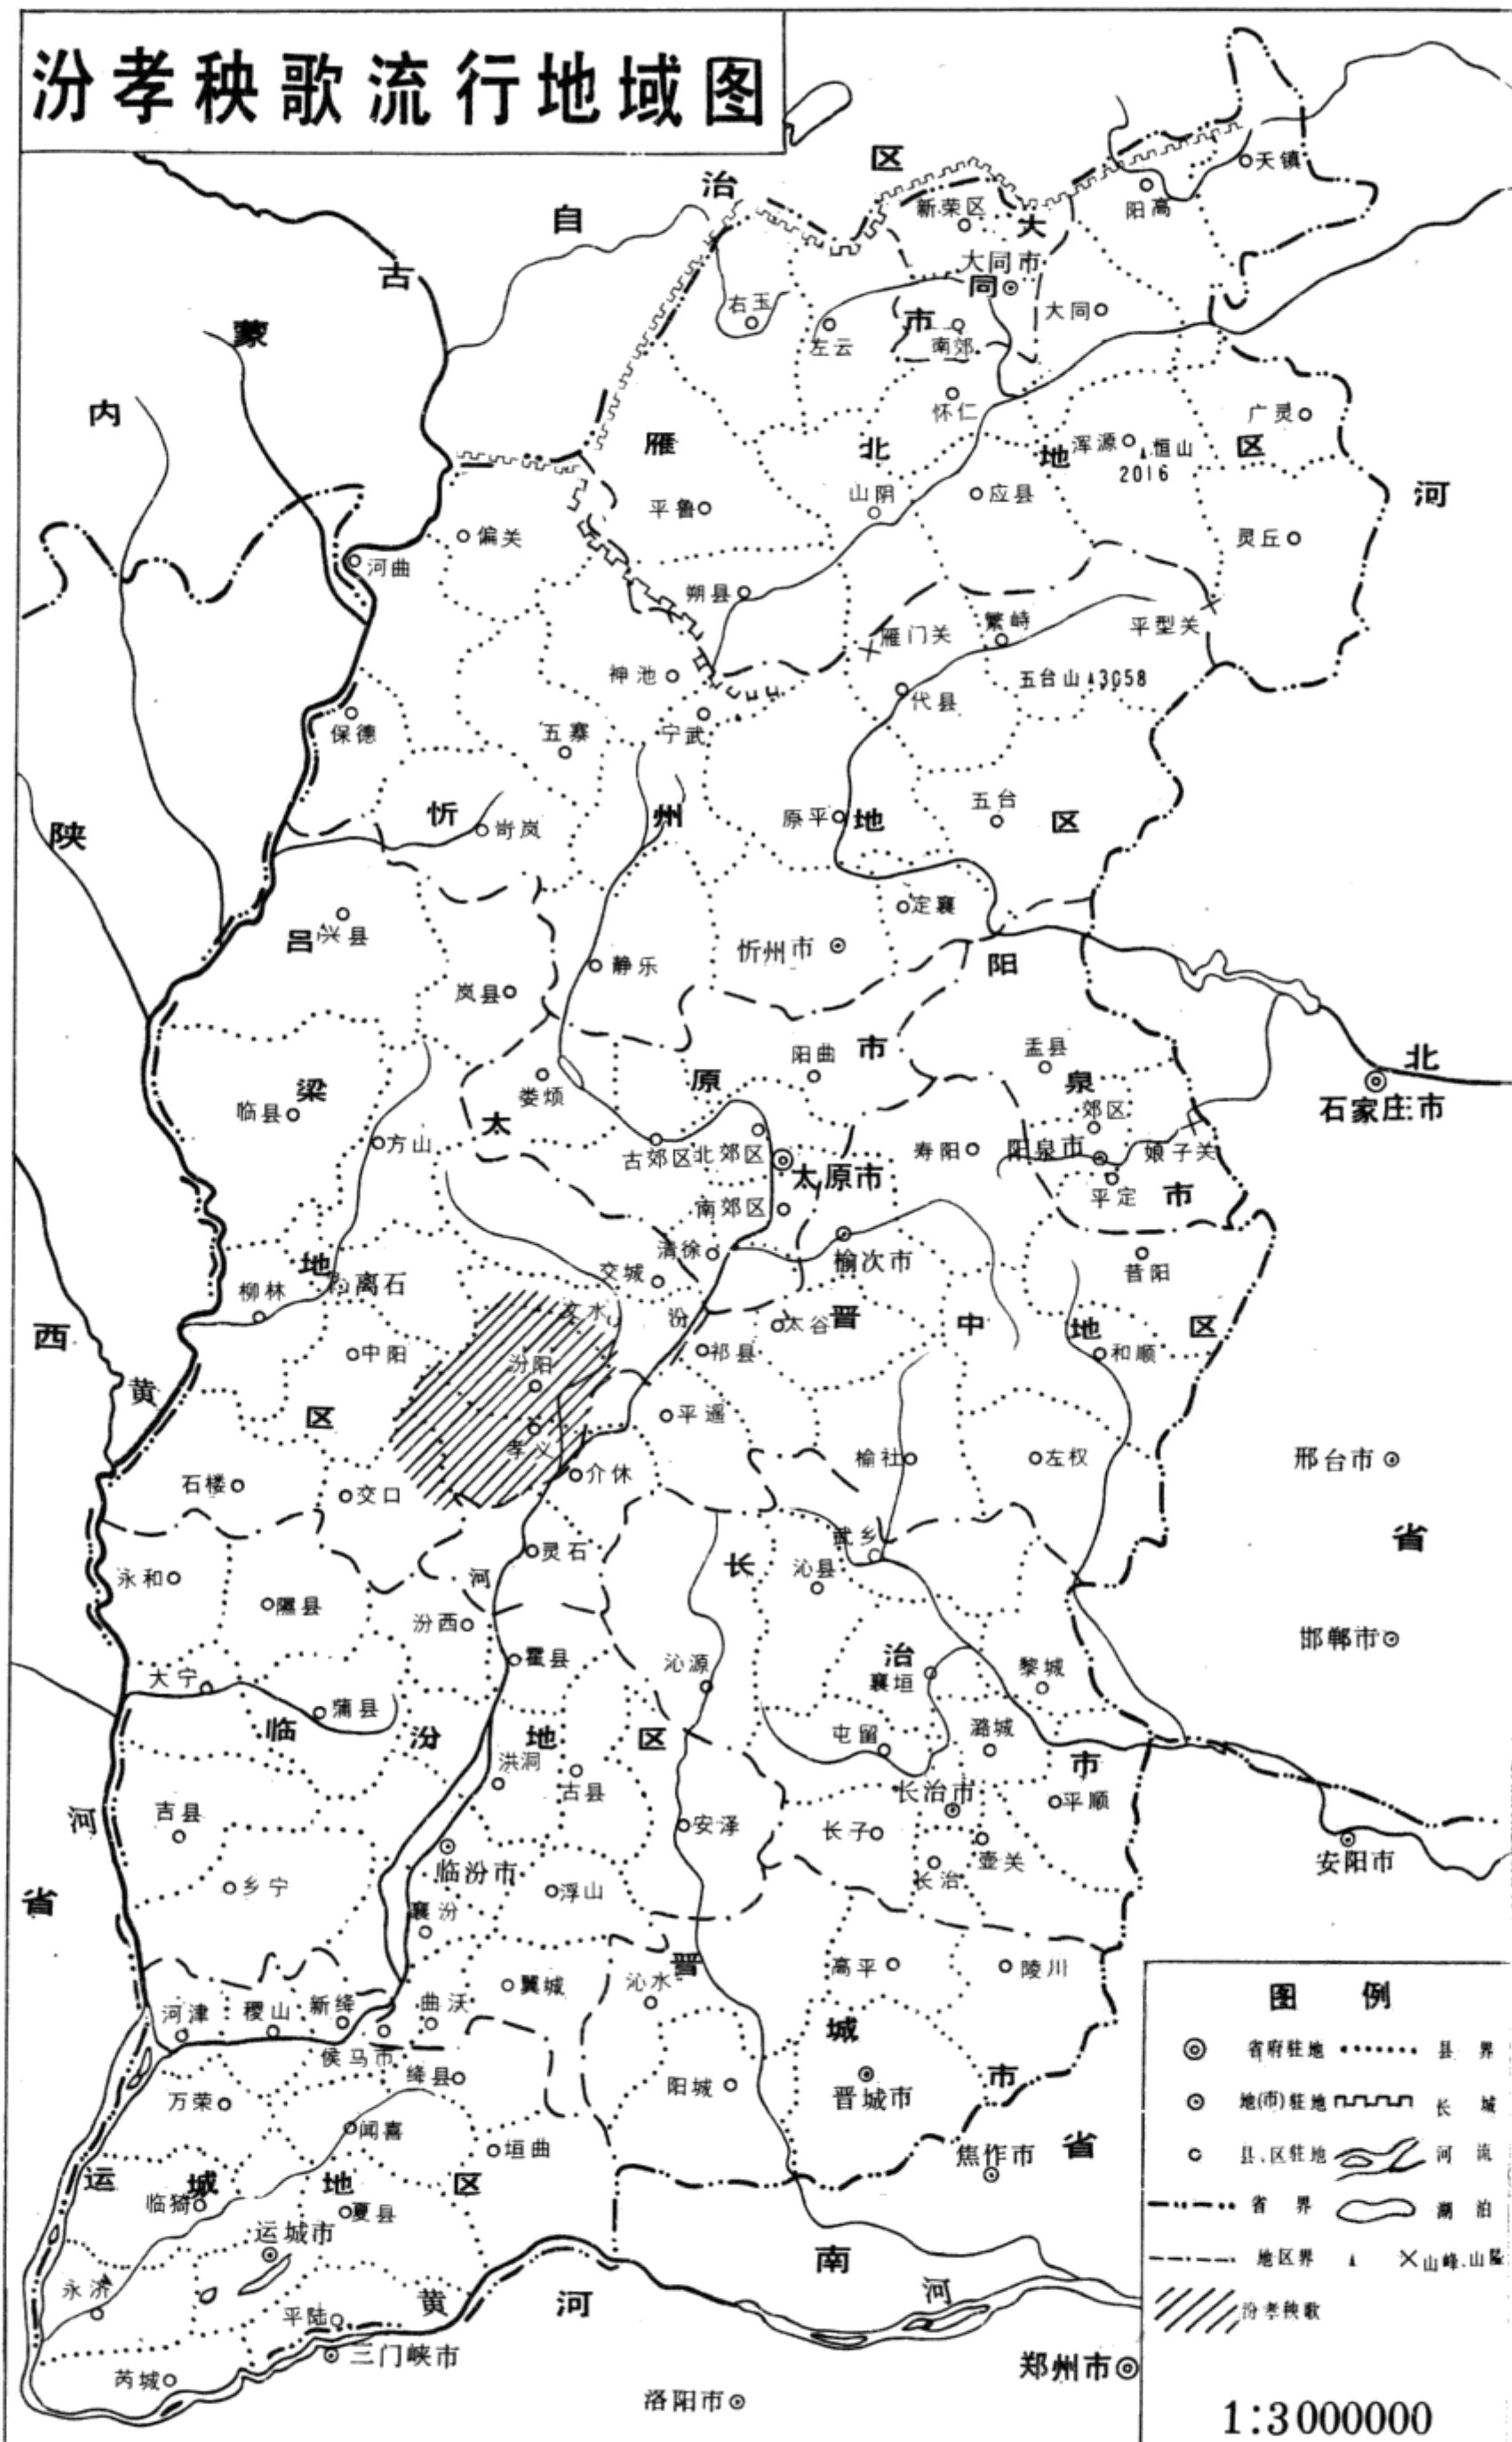 汾孝秧歌流行地域图
内蒙古自治区
天镇
阳高
新荣区
大同市
大同市
大同
右玉
左云
南郊
怀仁
广灵
雁北地区
浑源
恒山
2016
平鲁
山阴
应县
灵丘
河北省
偏关
河曲
朔县
雁门关
繁峙
平型关
神池
五台山
3058
代县
保德
五寨
宁武
陕西省
忻州地区
岢岚
原平
五台
定襄
吕梁地区
兴县
忻州市
静乐
岚县
阳泉市
太原市
阳曲
盂县
石家庄市
娄烦
临县
方山
郊区
古郊区
北郊区
太原市
寿阳
阳泉市
娘子关
平定
南郊区
清徐
榆次市
昔阳
交城
离石
柳林
文水
汾河
太谷
晋中地区
祁县
和顺
中阳
汾阳
黄河
平遥
孝义
榆社
左权
邢台市
石楼
交口
介休
灵石
长治市
武乡
沁县
永和
隰县
汾西
邯郸市
霍县
沁源
襄垣
黎城
大宁
蒲县
临汾地区
屯留
潞城
洪洞
古县
长治市
平顺
吉县
安泽
长子
壶关
安阳市
临汾市
长治
乡宁
浮山
襄汾
晋城市
高平
陵川
翼城
沁水
河津
稷山
新绛
曲沃
侯马市
绛县
阳城
晋城市
万荣
闻喜
垣曲
焦作市
河南省
运城地区
临猗
夏县
运城市
永济
平陆
黄河
三门峡市
芮城
郑州市
洛阳市
图例
省府驻地
县界
地(市)驻地
长城
县、区驻地
河流
省界
湖泊
地区界
山峰、山隘
汾孝秧歌
1:3000000